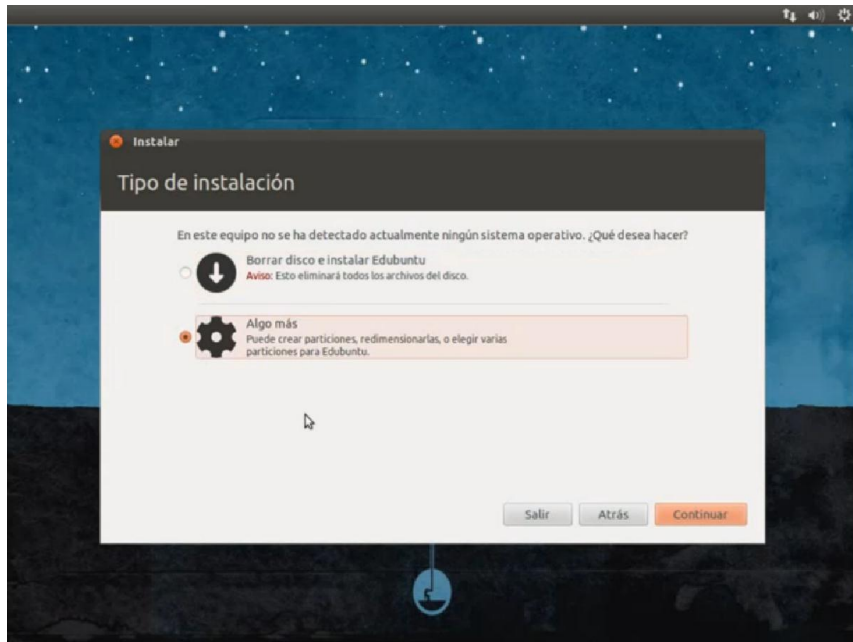 Instalar
Tipo de instalación
En este equipo no se ha detectado actualmente ningún sistema operativo. ¿Qué desea hacer?
Borrar disco e instalar Edubuntu
Aviso: Esto eliminará todos los archivos del disco.
Algo más
Puede crear particiones, redimensionarlas, o elegir varias
particiones para Edubuntu.
Salir Atrás Continuar